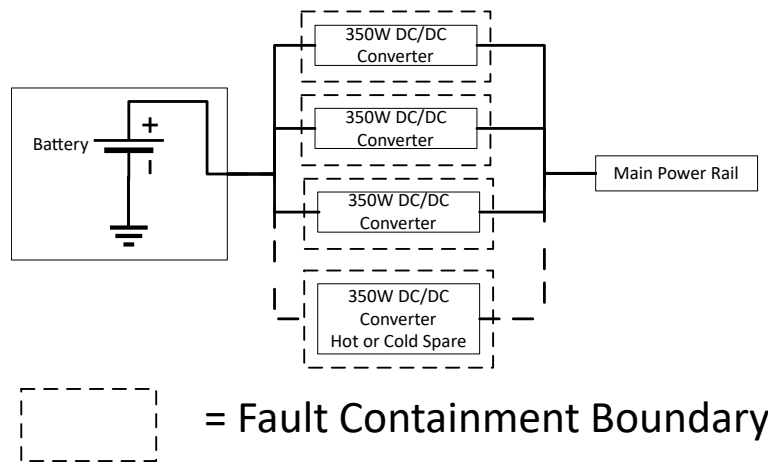 350W DC/DC
Converter
350W DC/DC
Converter
Battery
+
Main Power Rail
350W DC/DC
Converter
350W DC/DC
Converter
Hot or Cold Spare
= Fault Containment Boundary